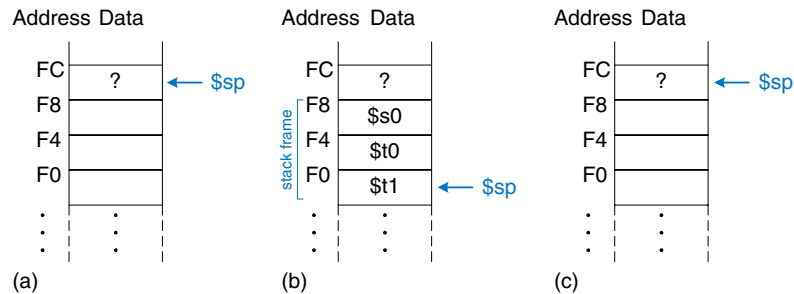 Address Data
FC
?
$sp
F8
F4
F0
(a)
Address Data
FC
?
F8
$s0
F4
$t0
F0
$t1
$sp
stack frame
(b)
Address Data
FC
?
$sp
F8
F4
F0
(c)